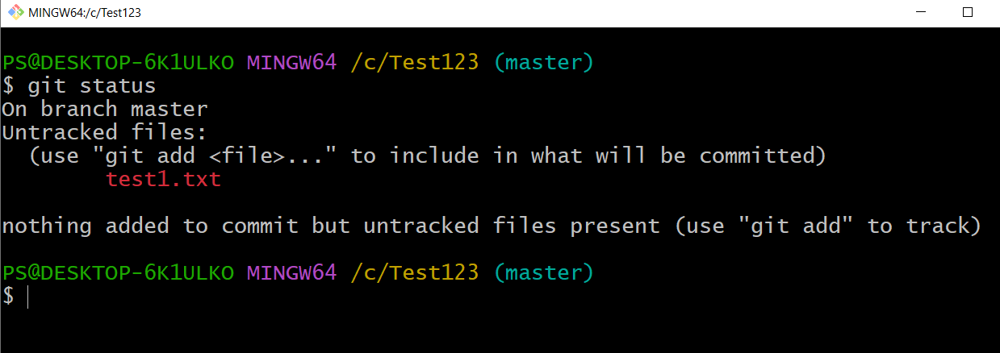 MINGW64:/c/Test123
PS@DESKTOP-6K1ULKO MINGW64 /c/Test123 (master)
$ git status
On branch master
Untracked files:
  (use "git add <file>..." to include in what will be committed)
        test1.txt

nothing added to commit but untracked files present (use "git add" to track)

PS@DESKTOP-6K1ULKO MINGW64 /c/Test123 (master)
$